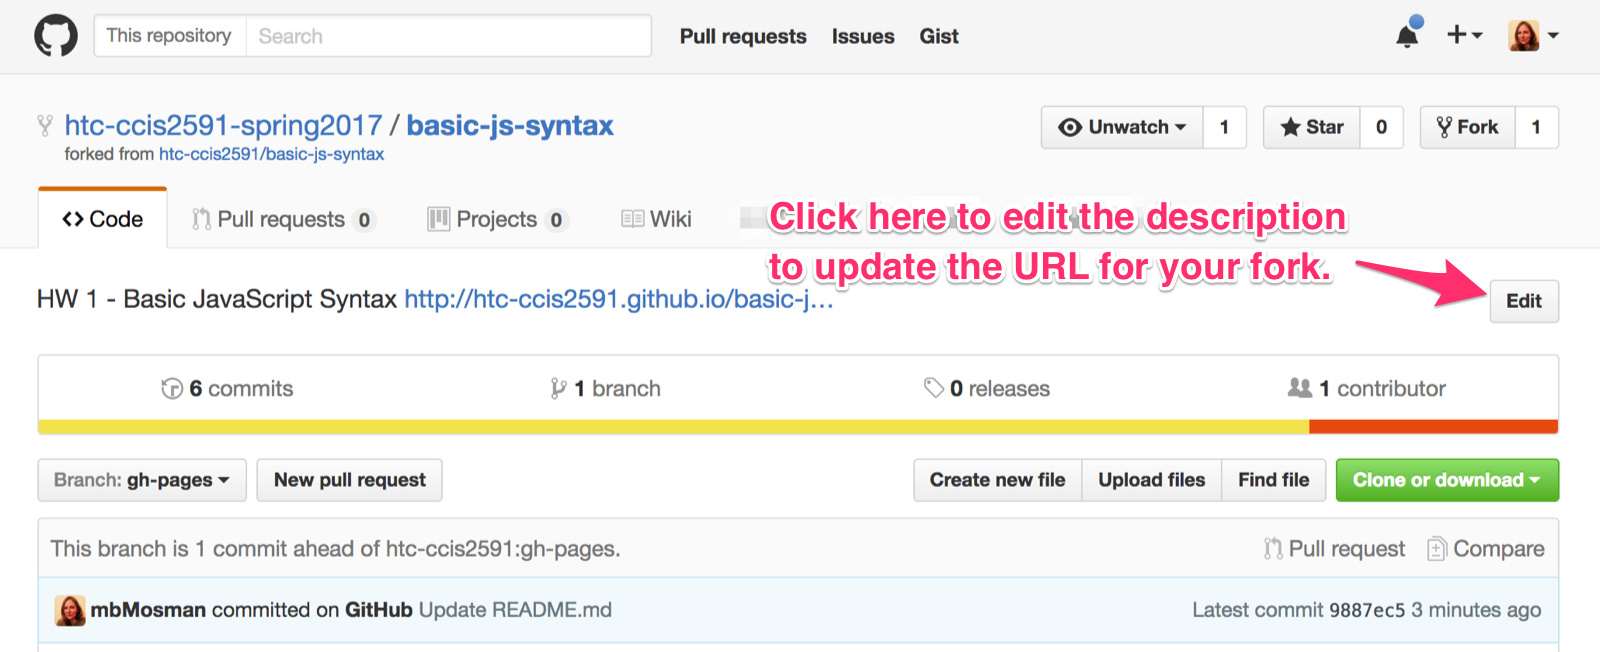 This repository Search Pull requests Issues Gist
htc-ccis2591-spring2017 / basic-js-syntax Unwatch 1 Star 0 Fork 1
forked from htc-ccis2591/basic-js-syntax
Code Pull requests 0 Projects 0 Wiki
Click here to edit the description
to update the URL for your fork.
HW 1 - Basic JavaScript Syntax http://htc-ccis2591.github.io/basic-j… Edit
6 commits 1 branch 0 releases 1 contributor
Branch: gh-pages New pull request Create new file Upload files Find file Clone or download
This branch is 1 commit ahead of htc-ccis2591:gh-pages. Pull request Compare
mbMosman committed on GitHub Update README.md Latest commit 9887ec5 3 minutes ago